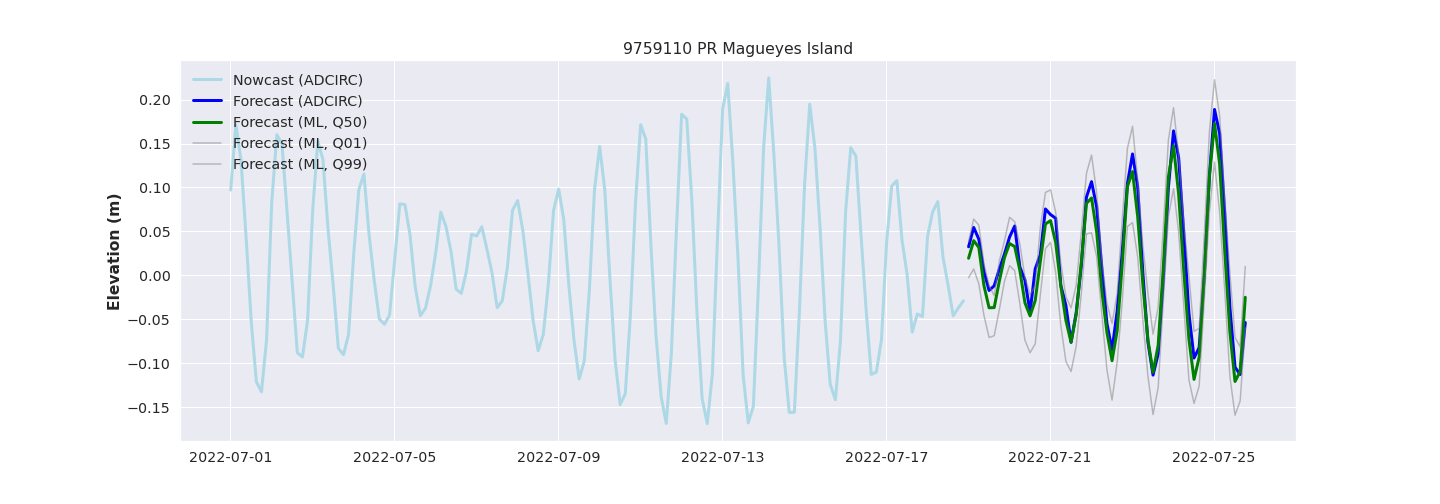 9759110 PR Magueyes Island
Nowcast (ADCIRC)
Forecast (ADCIRC)
Forecast (ML, Q50)
Forecast (ML, Q01)
Forecast (ML, Q99)
Elevation (m)
0.20
0.15
0.10
0.05
0.00
−0.05
−0.10
−0.15
2022-07-01
2022-07-05
2022-07-09
2022-07-13
2022-07-17
2022-07-21
2022-07-25